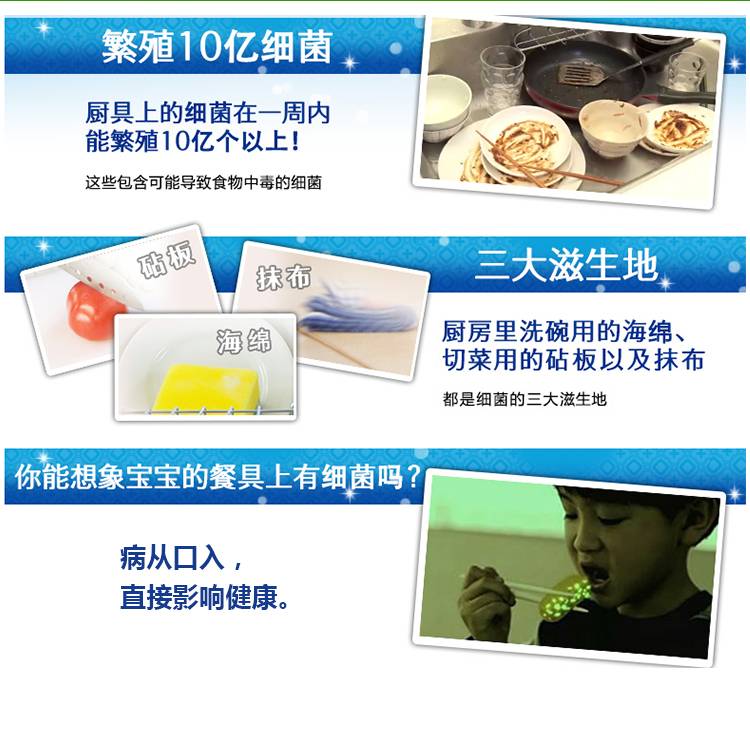 繁殖10亿细菌
厨具上的细菌在一周内
能繁殖10亿个以上!
这些包含可能导致食物中毒的细菌
砧板
抹布
海绵
三大滋生地
厨房里洗碗用的海绵、
切菜用的砧板以及抹布
都是细菌的三大滋生地
你能想象宝宝的餐具上有细菌吗?
病从口入，
直接影响健康。